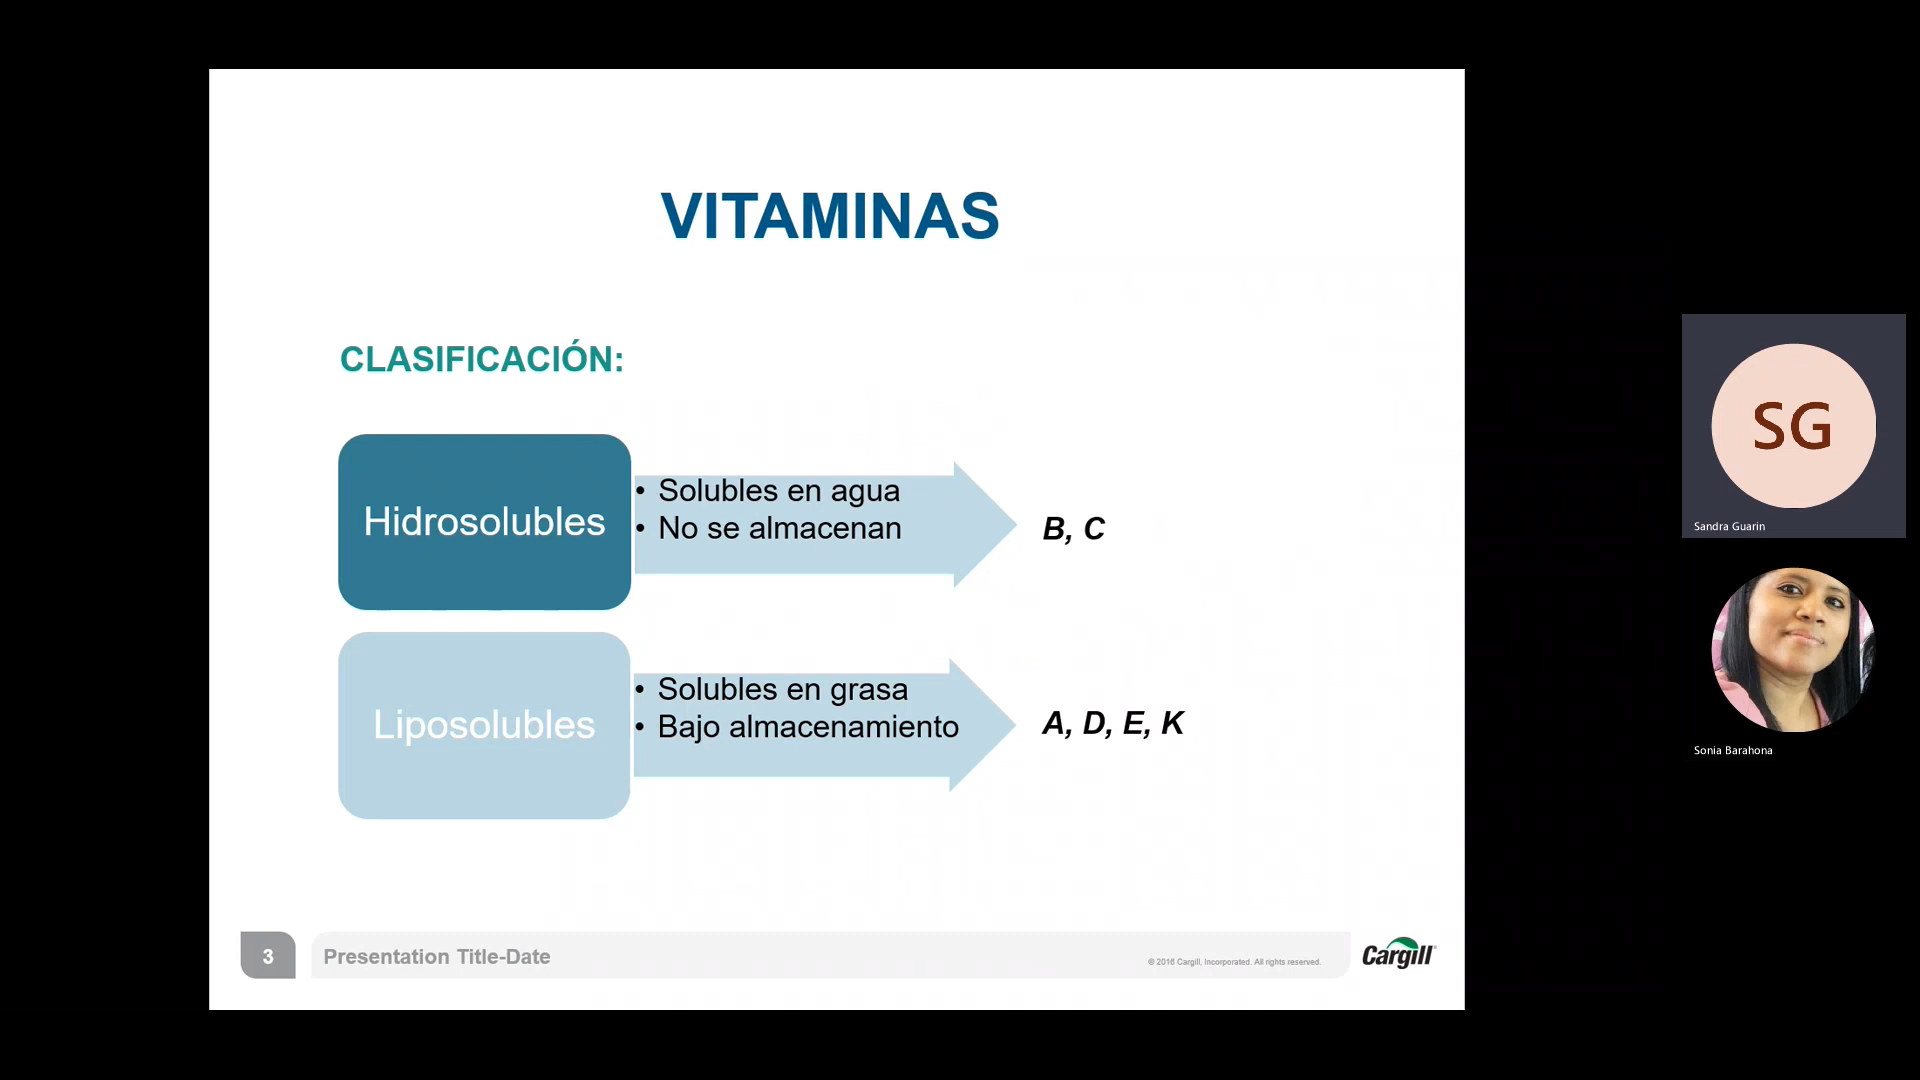 VITAMINAS
CLASIFICACIÓN:
Hidrosolubles
• Solubles en agua
• No se almacenan
B, C
Liposolubles
• Solubles en grasa
• Bajo almacenamiento
A, D, E, K
3
Presentation Title-Date
© 2016 Cargill, Incorporated. All rights reserved.
Cargill®
SG
Sandra Guarin
Sonia Barahona